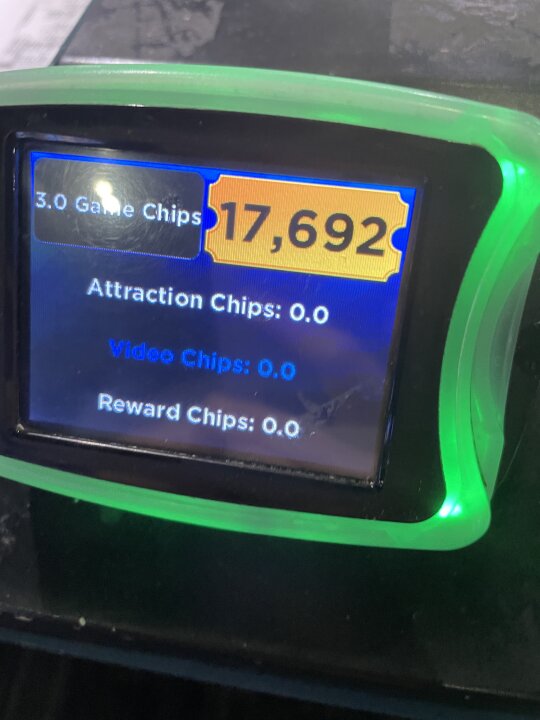 3.0 Game Chips
17,692
Attraction Chips: 0.0
Video Chips: 0.0
Reward Chips: 0.0